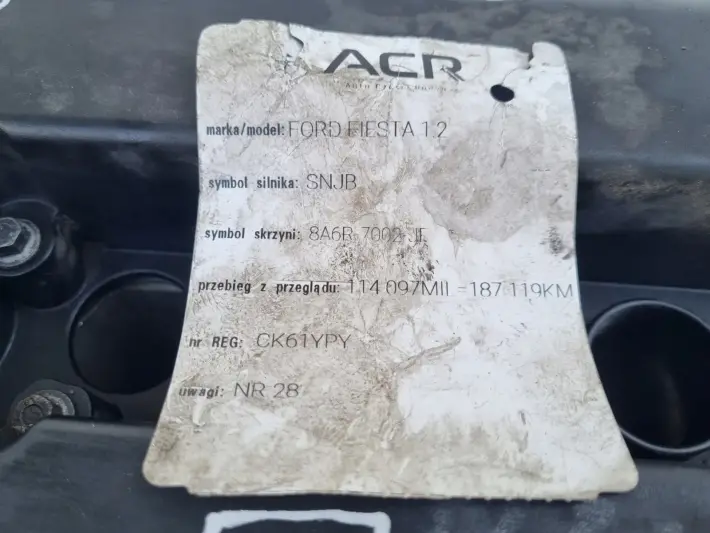 ACR
marka/model: FORD FIESTA 1.2
symbol silnika: SNJB
symbol skrzyni: 8A6R 7002 JE
przebieg z przeglądu: 114 097MIL =187 119KM
nr REG: CK61YPY
uwagi: NR 28